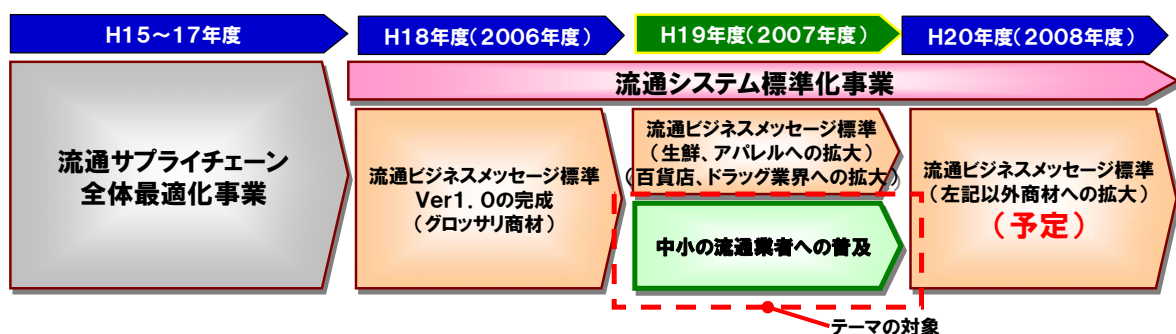 H15～17年度
H18年度(2006年度)
H19年度(2007年度)
H20年度(2008年度)
流通システム標準化事業
流通サプライチェーン
全体最適化事業
流通ビジネスメッセージ標準
Ver1．0の完成
(グロッサリ商材)
流通ビジネスメッセージ標準
(生鮮、アパレルへの拡大)
(百貨店、ドラッグ業界への拡大)
中小の流通業者への普及
流通ビジネスメッセージ標準
(左記以外商材への拡大)
(予定)
テーマの対象